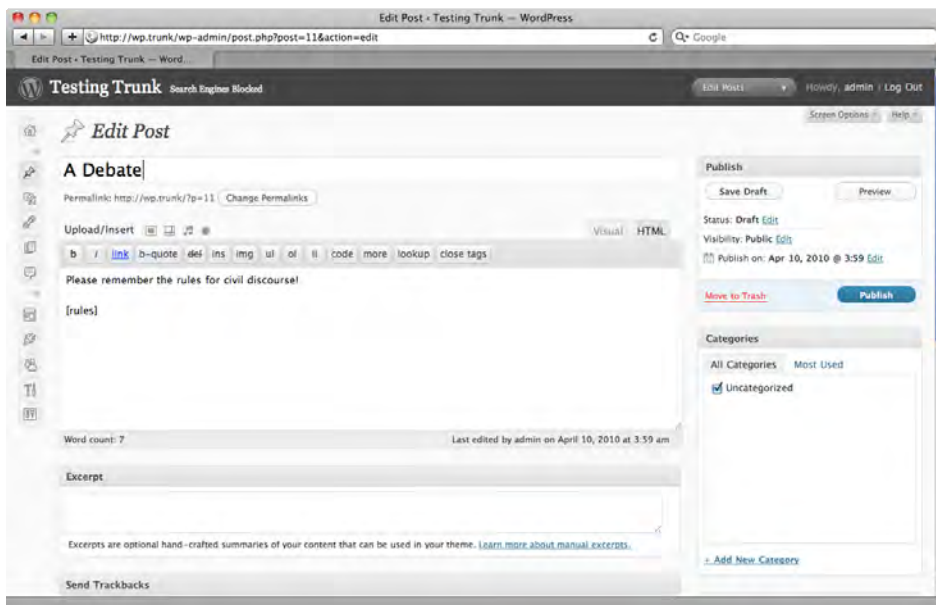 Edit Post ‹ Testing Trunk — WordPress
http://wp.trunk/wp-admin/post.php?post=11&action=edit
Google
Edit Post ‹ Testing Trunk — Word...
Testing Trunk Search Engines Blocked
Edit Posts
Howdy, admin | Log Out
Screen Options
Help
Edit Post
A Debate
Permalink: http://wp.trunk/?p=11 Change Permalinks
Upload/Insert
Visual HTML
b i link b-quote del ins img ul ol li code more lookup close tags
Please remember the rules for civil discourse!
[rules]
Word count: 7
Last edited by admin on April 10, 2010 at 3:59 am
Excerpt
Excerpts are optional hand-crafted summaries of your content that can be used in your theme. Learn more about manual excerpts.
Send Trackbacks
Publish
Save Draft
Preview
Status: Draft Edit
Visibility: Public Edit
Publish on: Apr 10, 2010 @ 3:59 Edit
Move to Trash
Publish
Categories
All Categories Most Used
Uncategorized
+ Add New Category